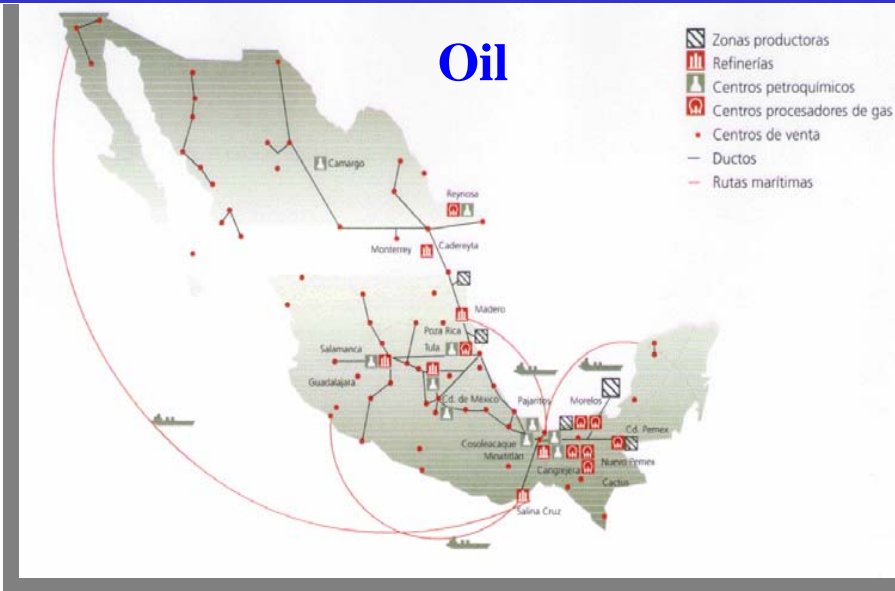 Oil
Zonas productoras
Refinerías
Centros petroquímicos
Centros procesadores de gas
Centros de venta
Ductos
Rutas marítimas
Camargo
Reynosa
Monterrey
Cadereyta
Madero
Poza Rica
Tula
Salamanca
Guadalajara
Cd. de México
Pajaritos
Morelos
Cd. Pemex
Cosoleacaque
Minatitlán
Cangrejera
Nuevo Pemex
Cactus
Salina Cruz